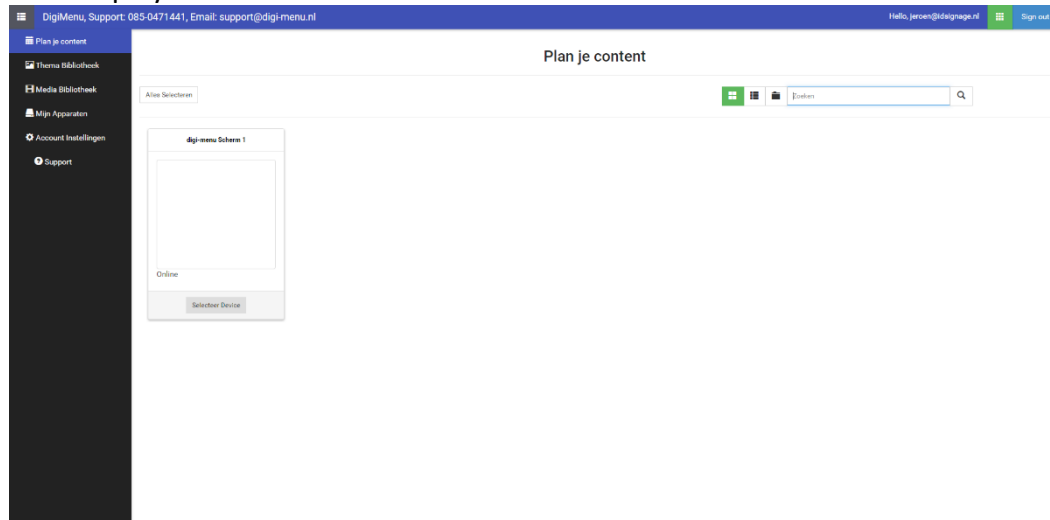 DigiMenu, Support: 085-0471441, Email: support@digi-menu.nl
Hello, jeroen@idsignage.nl
Sign out
Plan je content
Thema Bibliotheek
Media Bibliotheek
Mijn Apparaten
Account Instellingen
Support
Plan je content
Alles Selecteren
Zoeken
digi-menu Scherm 1
Online
Selecteer Device